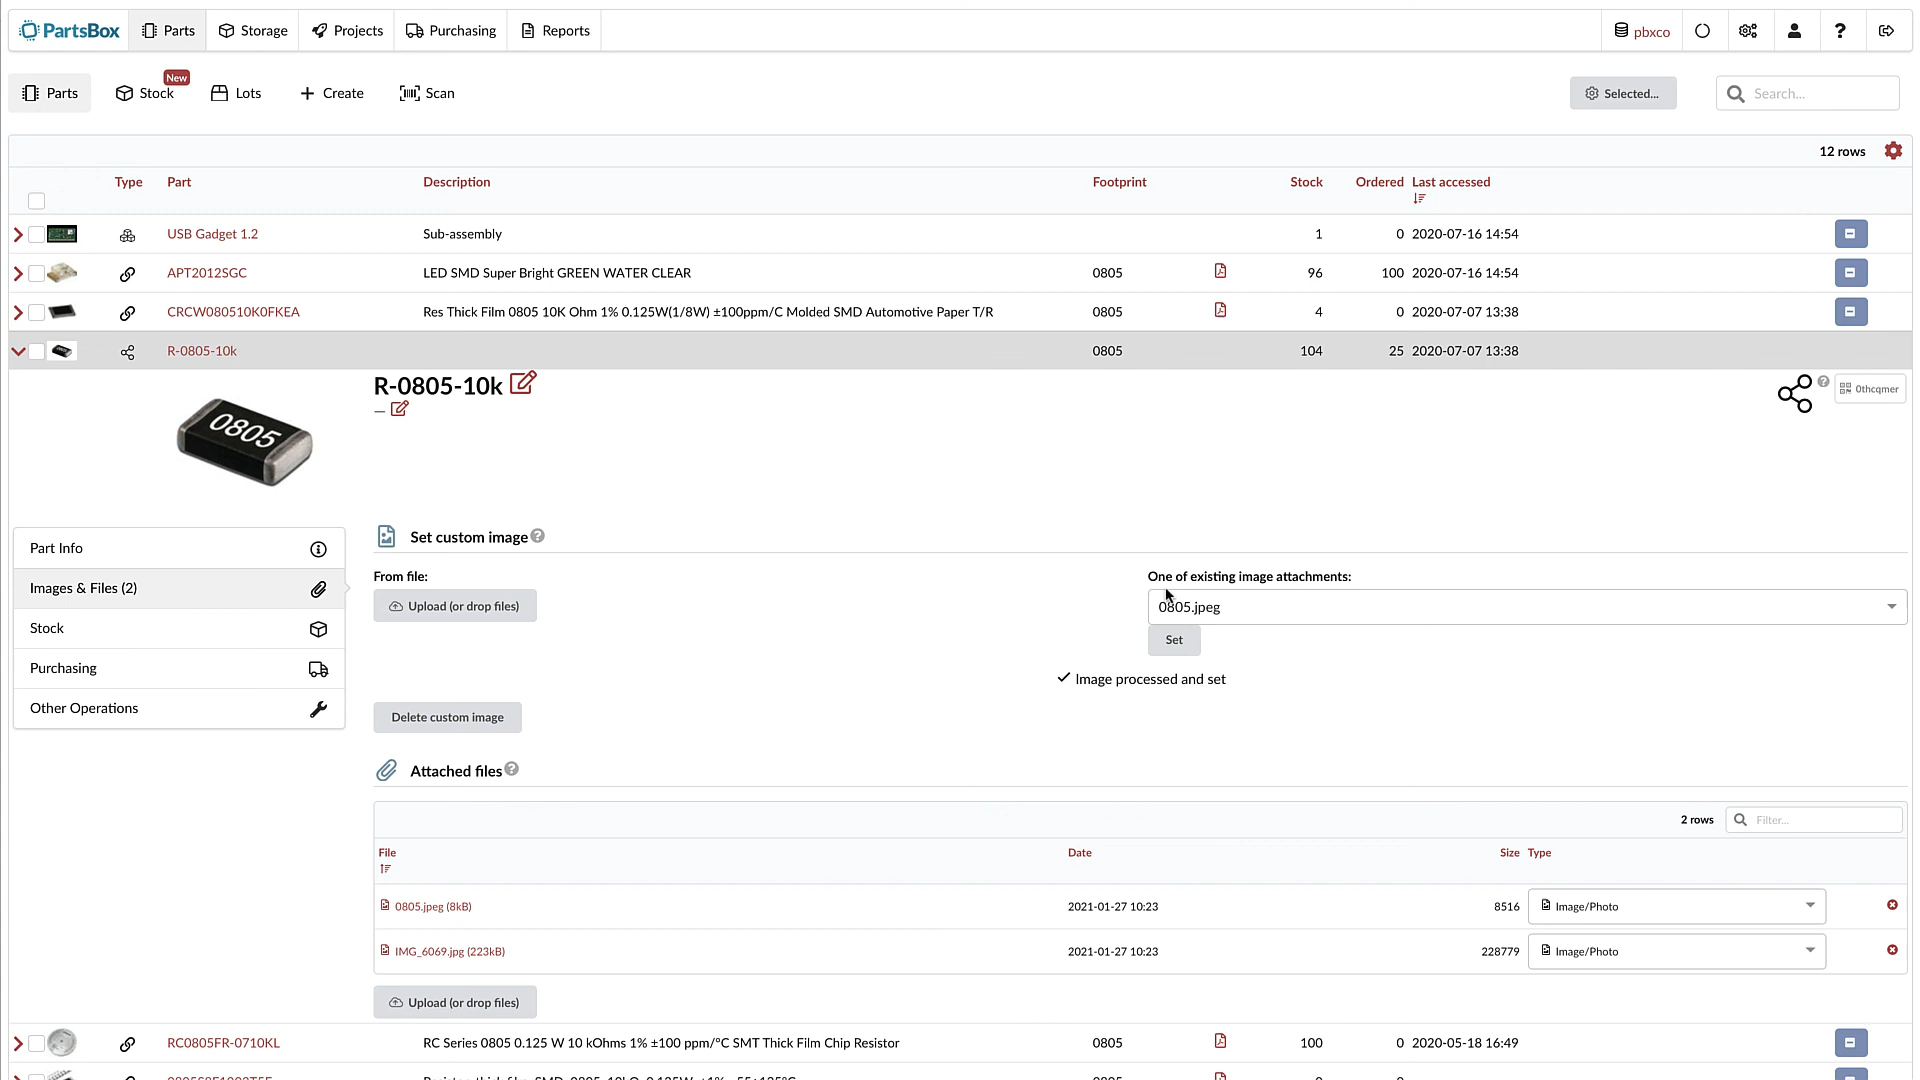 PartsBox Parts Storage Projects Purchasing Reports pbxco ?
Parts Stock New Lots + Create Scan Selected... Search...
12 rows
Type Part Description Footprint Stock Ordered Last accessed
USB Gadget 1.2 Sub-assembly 1 0 2020-07-16 14:54
APT2012SGC LED SMD Super Bright GREEN WATER CLEAR 0805 96 100 2020-07-16 14:54
CRCW080510K0FKEA Res Thick Film 0805 10K Ohm 1% 0.125W(1/8W) ±100ppm/C Molded SMD Automotive Paper T/R 0805 4 0 2020-07-07 13:38
R-0805-10k 0805 104 25 2020-07-07 13:38
R-0805-10k
—
? 0thcqmer
0805
Set custom image ?
Part Info
Images & Files (2)
Stock
Purchasing
Other Operations
From file:
Upload (or drop files)
One of existing image attachments:
0805.jpeg
Set
✓ Image processed and set
Delete custom image
Attached files ?
2 rows Filter...
File Date Size Type
0805.jpeg (8kB) 2021-01-27 10:23 8516 Image/Photo
IMG_6069.jpg (223kB) 2021-01-27 10:23 228779 Image/Photo
Upload (or drop files)
RC0805FR-0710KL RC Series 0805 0.125 W 10 kOhms 1% ±100 ppm/°C SMT Thick Film Chip Resistor 0805 100 0 2020-05-18 16:49